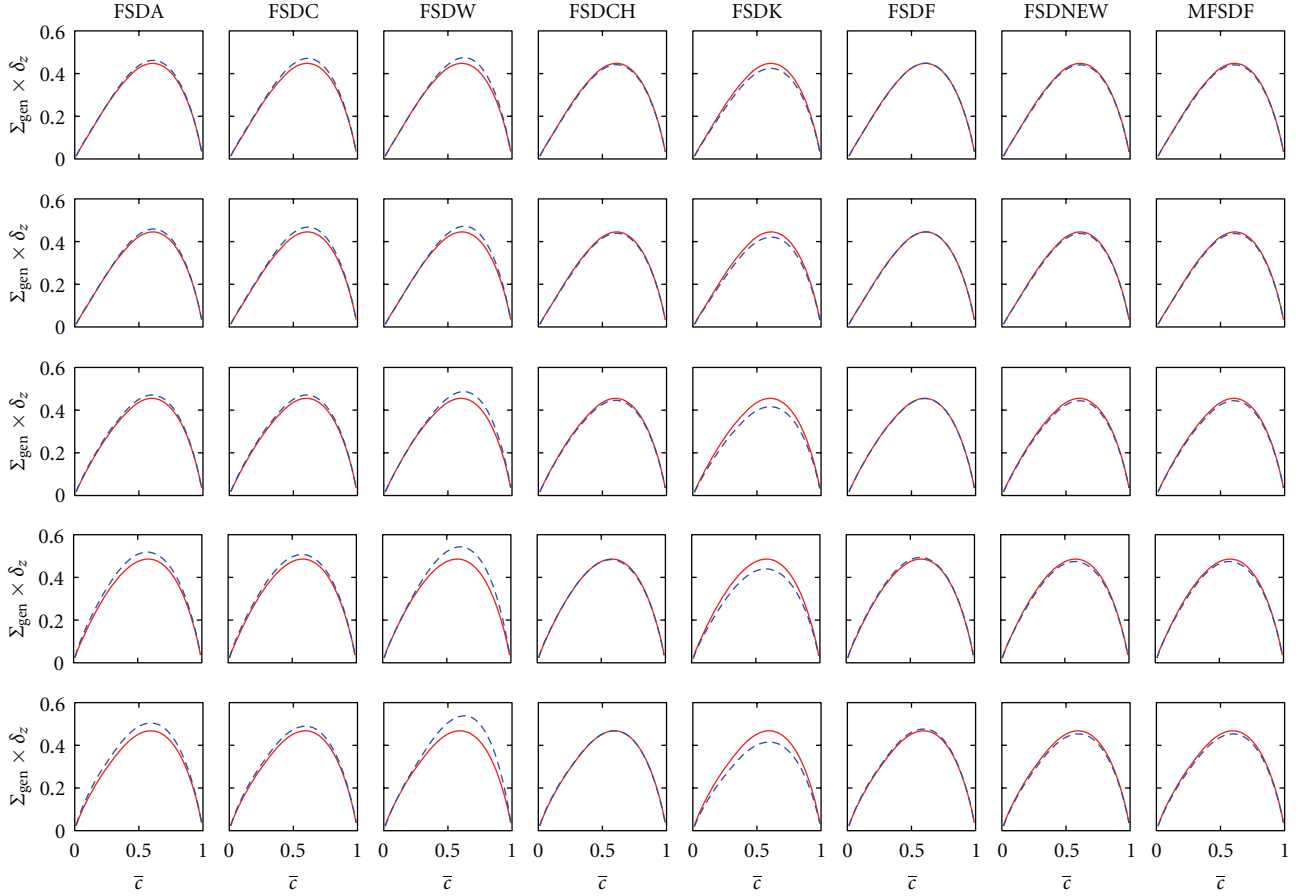 FSDA FSDC FSDW FSDCH FSDK FSDF FSDNEW MFSDF
0.6
0.4
0.2
0
Σgen × δz
0.6
0.4
0.2
0
Σgen × δz
0.6
0.4
0.2
0
Σgen × δz
0.6
0.4
0.2
0
Σgen × δz
0.6
0.4
0.2
0
Σgen × δz
0 0.5 1 0 0.5 1 0 0.5 1 0 0.5 1 0 0.5 1 0 0.5 1 0 0.5 1 0 0.5 1
c̅ c̅ c̅ c̅ c̅ c̅ c̅ c̅